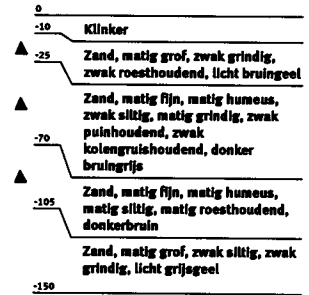 0
-10
Klinker
-25
Zand, matig grof, zwak grindig,
zwak roesthoudend, licht bruingeel
Zand, matig fijn, matig humeus,
zwak siltig, matig grindig, zwak
puinhoudend, zwak
kolengruishoudend, donker
bruingrijs
-70
Zand, matig fijn, matig humeus,
matig siltig, matig roesthoudend,
donkerbruin
-105
Zand, matig grof, zwak siltig, zwak
grindig, licht grijsgeel
-150